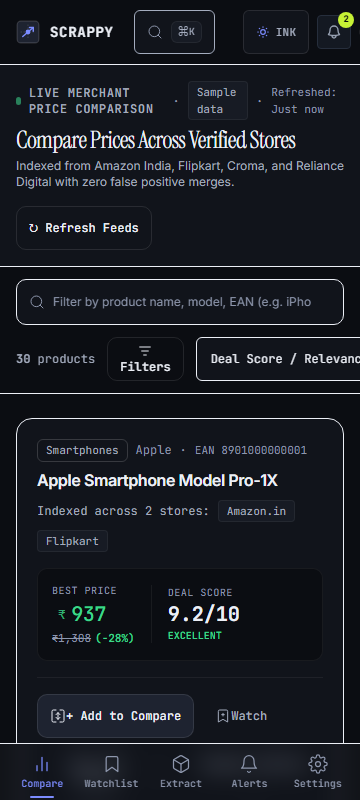 SCRAPPY
⌘K
INK
2
LIVE MERCHANT
PRICE COMPARISON
·
Sample
data
·
Refreshed:
Just now
Compare Prices Across Verified Stores
Indexed from Amazon India, Flipkart, Croma, and Reliance
Digital with zero false positive merges.
↻ Refresh Feeds
Filter by product name, model, EAN (e.g. iPho
30 products
Filters
Deal Score / Relevanc
Smartphones Apple · EAN 8901000000001
Apple Smartphone Model Pro-1X
Indexed across 2 stores: Amazon.in
Flipkart
BEST PRICE
₹ 937
₹1,308 (-28%)
DEAL SCORE
9.2/10
EXCELLENT
+ Add to Compare
Watch
Compare Watchlist Extract Alerts Settings